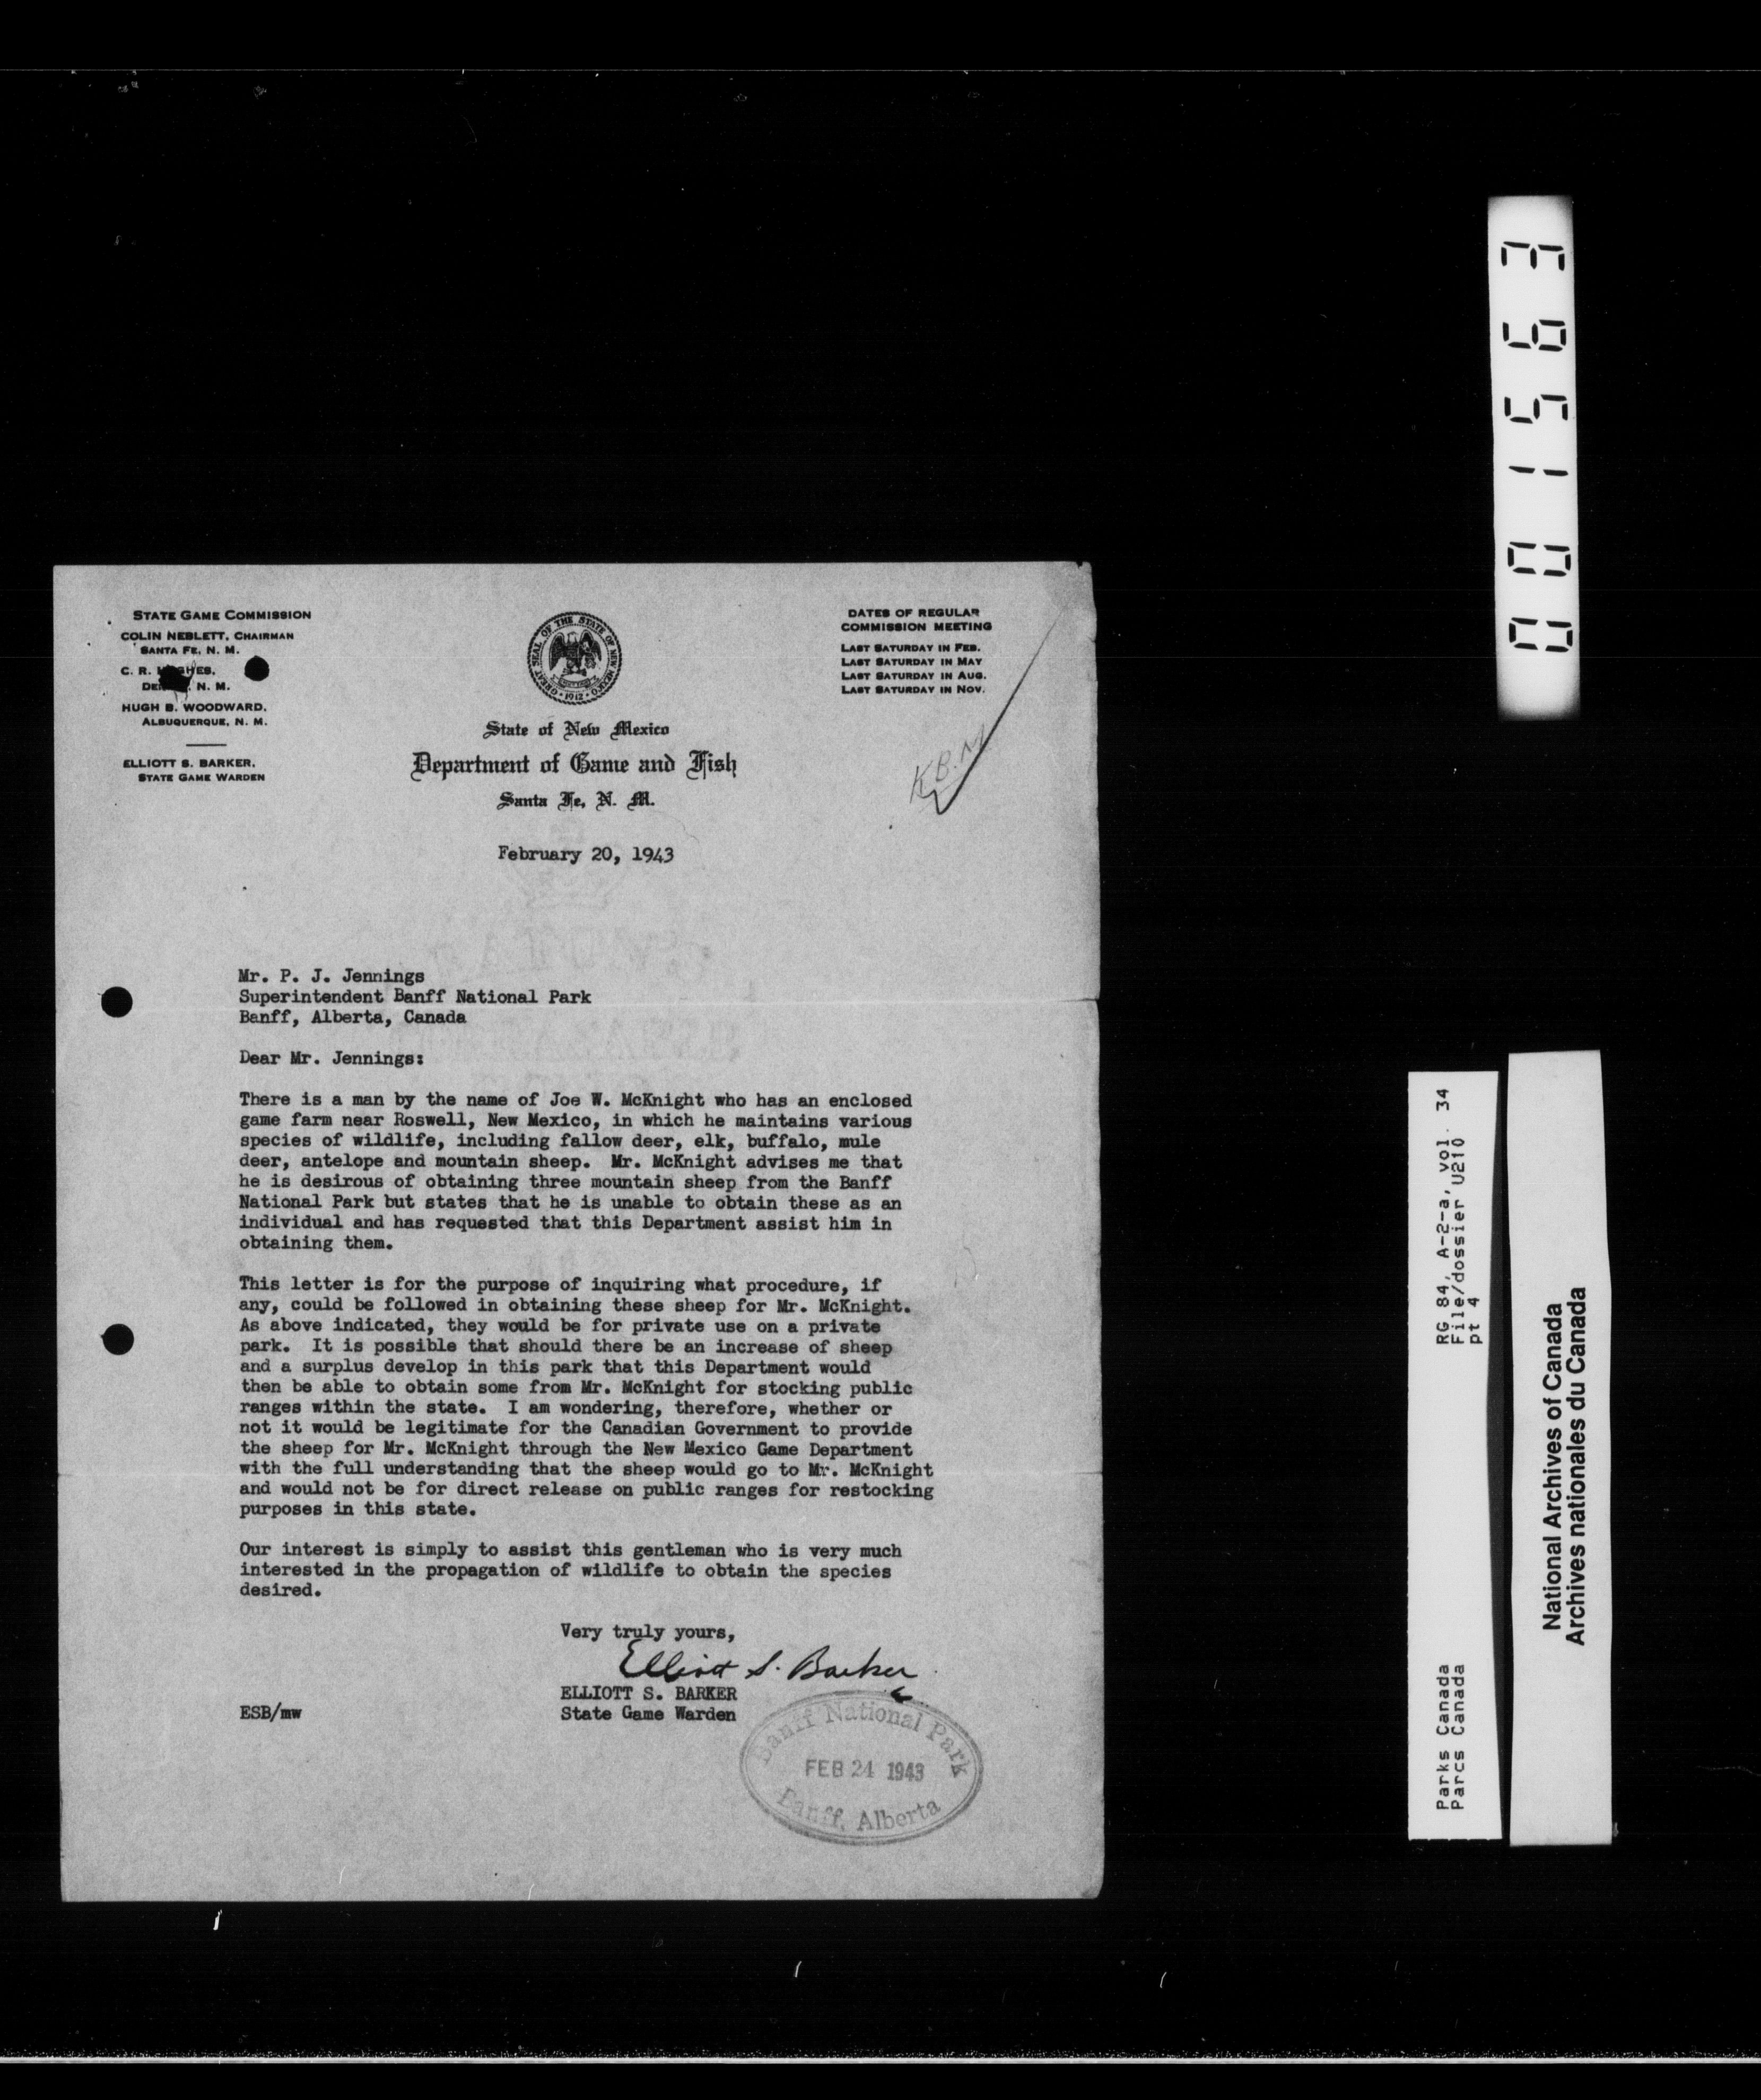 STATE GAME COMMISSION
COLIN NEBLETT, CHAIRMAN
SANTA FE, N. M.
C. R. HUGHES,
N. M.
HUGH B. WOODWARD,
ALBUQUERQUE, N. M.
ELLIOTT S. BARKER,
STATE GAME WARDEN
GREAT SEAL OF THE STATE OF NEW MEXICO
1912
State of New Mexico
Department of Game and Fish
Santa Fe, N. M.
DATES OF REGULAR
COMMISSION MEETING
LAST SATURDAY IN FEB.
LAST SATURDAY IN MAY
LAST SATURDAY IN AUG.
LAST SATURDAY IN NOV.
K.B.M.
February 20, 1943
Mr. P. J. Jennings
Superintendent Banff National Park
Banff, Alberta, Canada
Dear Mr. Jennings:
There is a man by the name of Joe W. McKnight who has an enclosed
game farm near Roswell, New Mexico, in which he maintains various
species of wildlife, including fallow deer, elk, buffalo, mule
deer, antelope and mountain sheep. Mr. McKnight advises me that
he is desirous of obtaining three mountain sheep from the Banff
National Park but states that he is unable to obtain these as an
individual and has requested that this Department assist him in
obtaining them.
This letter is for the purpose of inquiring what procedure, if
any, could be followed in obtaining these sheep for Mr. McKnight.
As above indicated, they would be for private use on a private
park. It is possible that should there be an increase of sheep
and a surplus develop in this park that this Department would
then be able to obtain some from Mr. McKnight for stocking public
ranges within the state. I am wondering, therefore, whether or
not it would be legitimate for the Canadian Government to provide
the sheep for Mr. McKnight through the New Mexico Game Department
with the full understanding that the sheep would go to Mr. McKnight
and would not be for direct release on public ranges for restocking
purposes in this state.
Our interest is simply to assist this gentleman who is very much
interested in the propagation of wildlife to obtain the species
desired.
Very truly yours,
Elliott S. Barker
ELLIOTT S. BARKER
State Game Warden
ESB/mw
Banff National Park
FEB 24 1943
Banff, Alberta
001563
Parks Canada
Parcs Canada
RG 84, A-2-a, vol. 34
File/dossier U210
pt 4
National Archives of Canada
Archives nationales du Canada